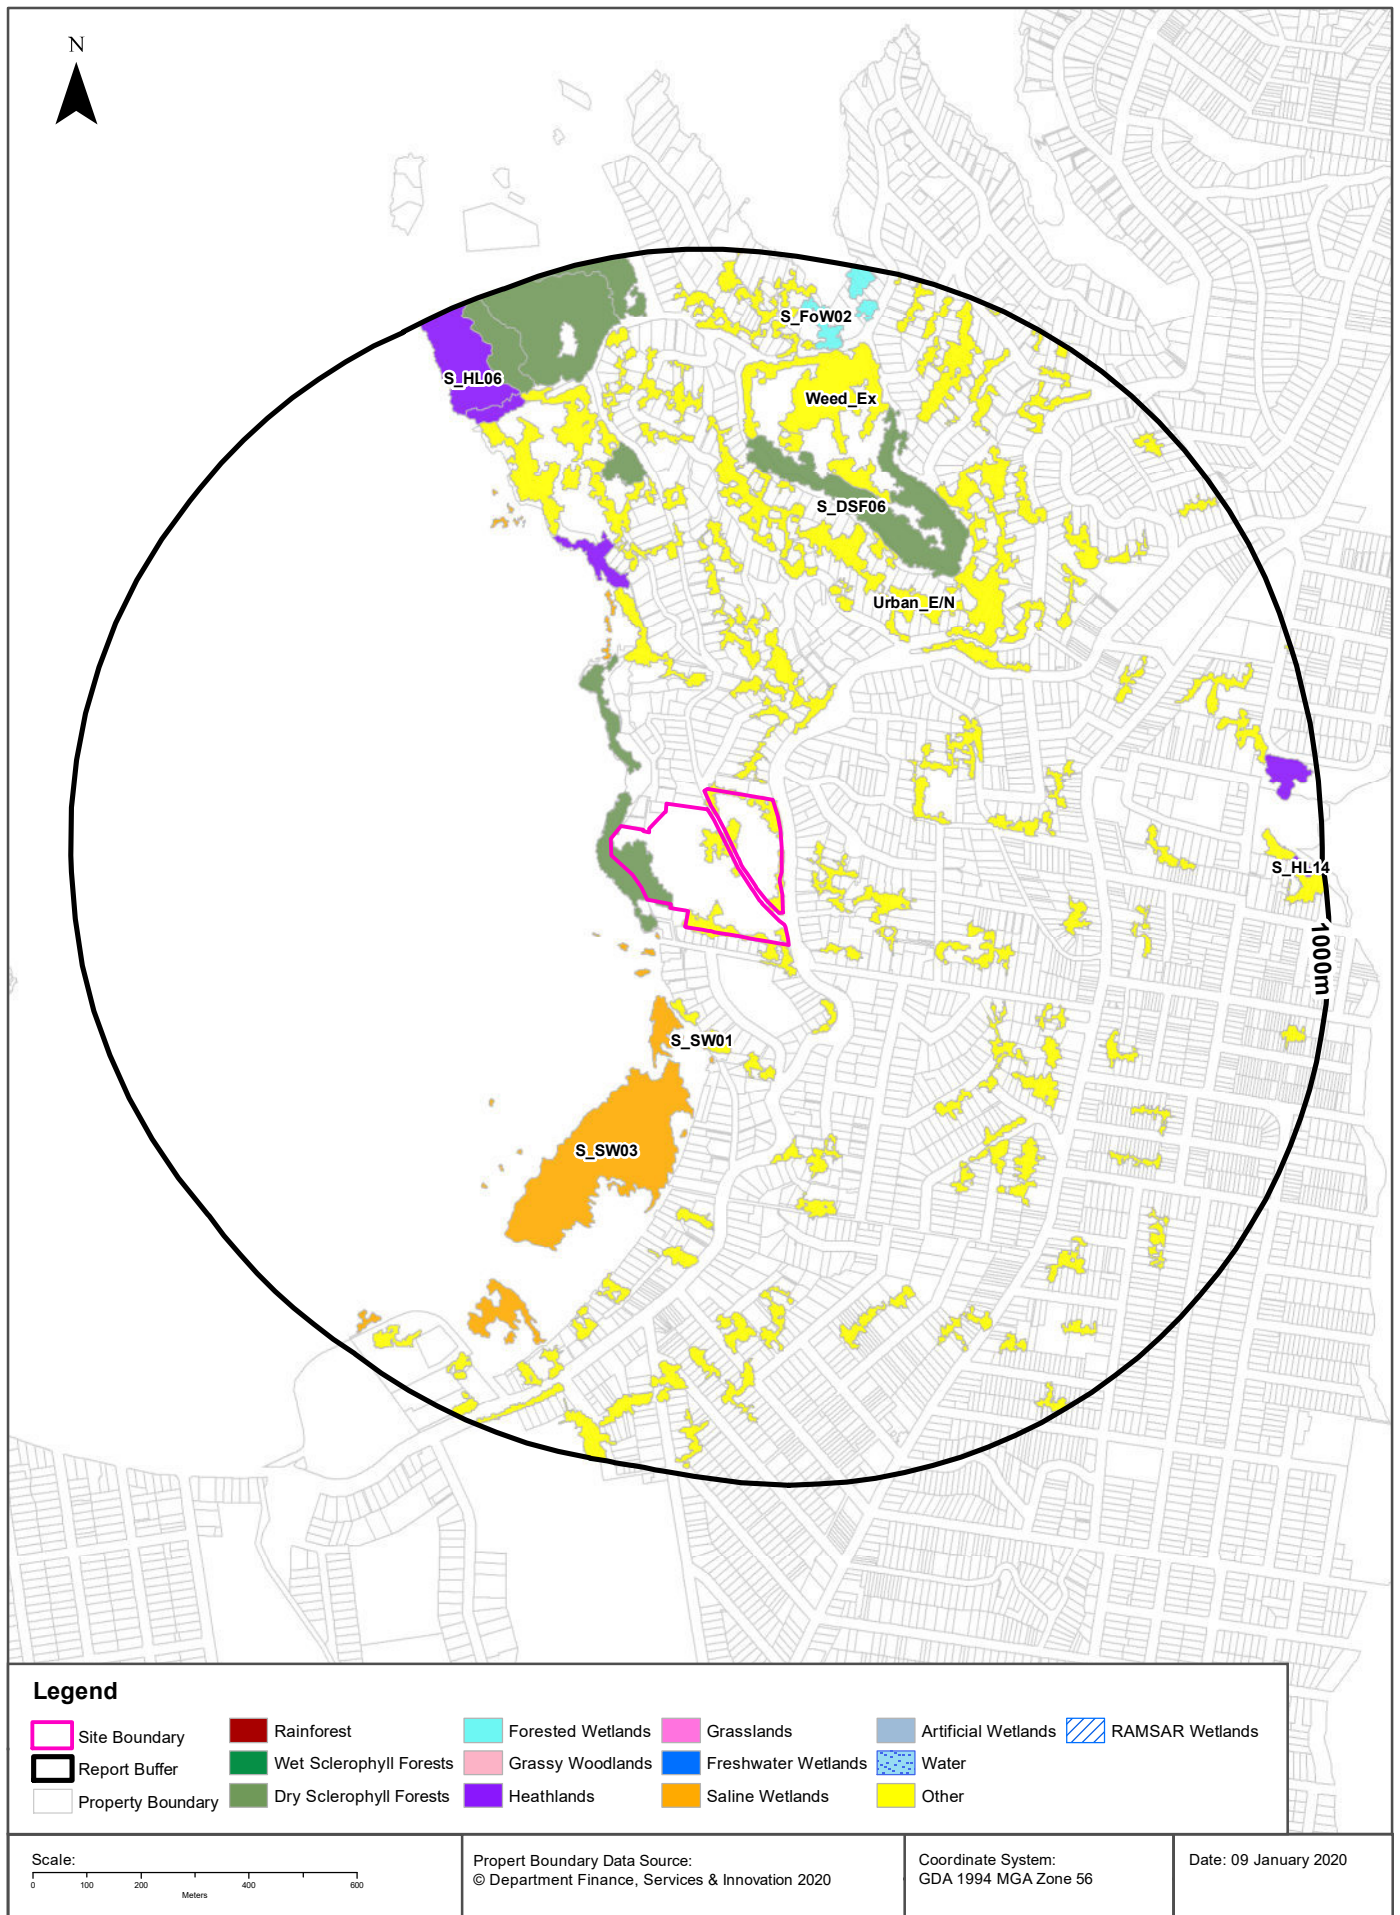 N
S_FoW02
S_HL06
Weed_Ex
S_DSF06
Urban_E/N
S_HL14
1000m
S_SW01
S_SW03
Legend
Site Boundary
Report Buffer
Property Boundary
Rainforest
Wet Sclerophyll Forests
Dry Sclerophyll Forests
Forested Wetlands
Grassy Woodlands
Heathlands
Grasslands
Freshwater Wetlands
Saline Wetlands
Artificial Wetlands
Water
Other
RAMSAR Wetlands
Scale:
0 100 200 400 600
Meters
Propert Boundary Data Source:
© Department Finance, Services & Innovation 2020
Coordinate System:
GDA 1994 MGA Zone 56
Date: 09 January 2020